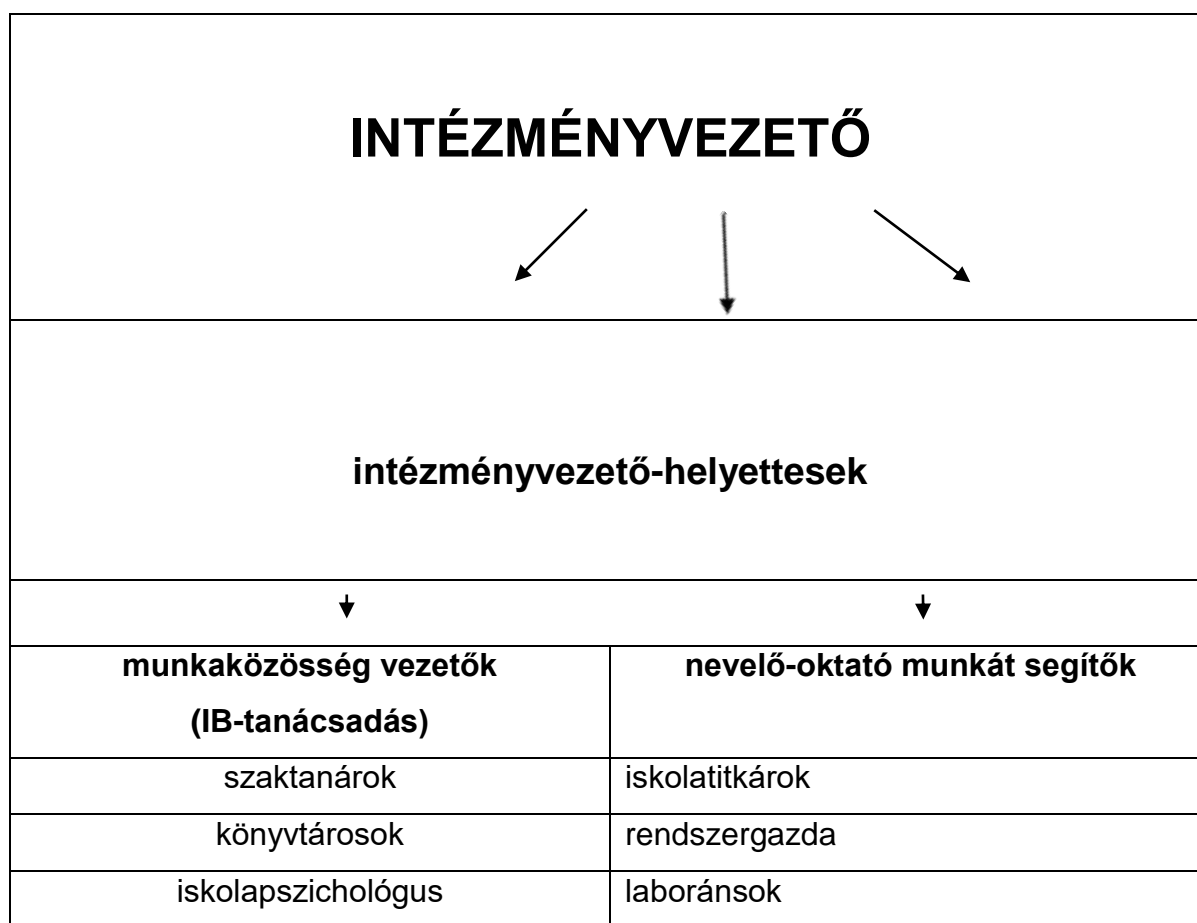 INTÉZMÉNYVEZETŐ
intézményvezető-helyettesek
munkaközösség vezetők
(IB-tanácsadás)
nevelő-oktató munkát segítők
szaktanárok
iskolatitkárok
könyvtárosok
rendszergazda
iskolapszichológus
laboránsok